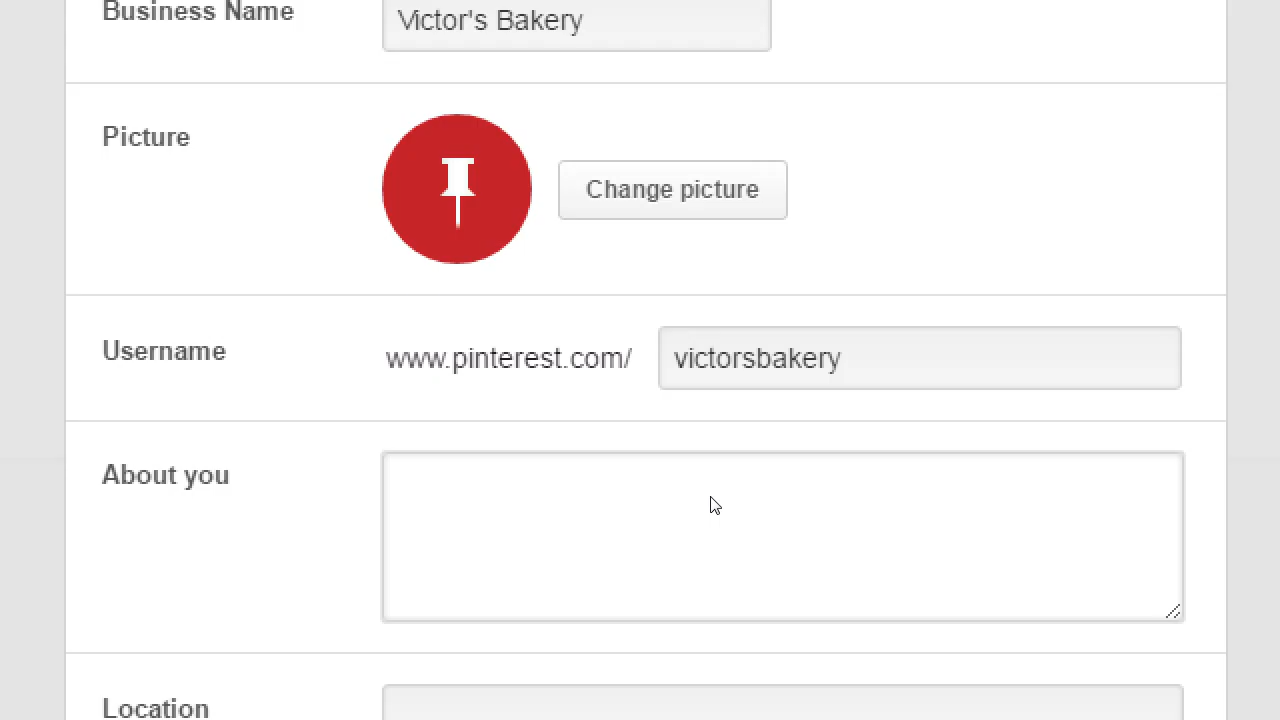 Business Name
Victor's Bakery
Picture
Change picture
Username
www.pinterest.com/
victorsbakery
About you
Location